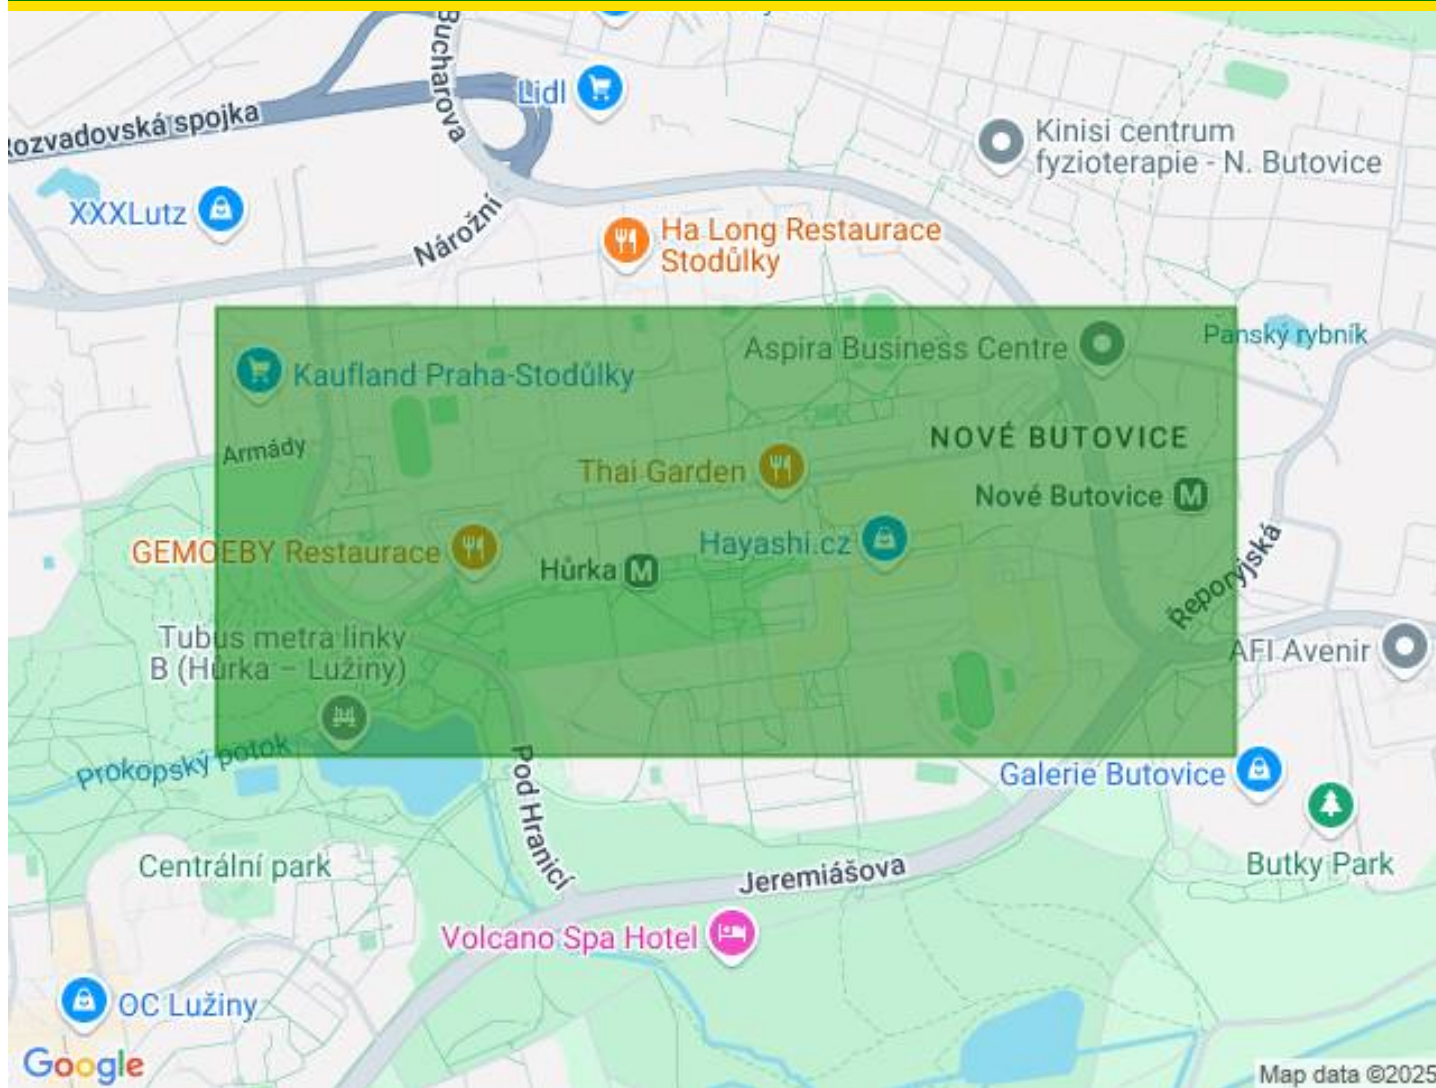 Bucharova
Lidl
Rozvadovská spojka
Kinisi centrum
fyzioterapie - N. Butovice
XXXLutz
Nárožní
Ha Long Restaurace
Stodůlky
Panský rybník
Aspira Business Centre
Kaufland Praha-Stodůlky
Armády
NOVÉ BUTOVICE
Thai Garden
Nové Butovice M
GEMOEBY Restaurace
Hayashi.cz
Hůrka M
Řeporyjská
Tubus metra linky
B (Hůrka – Lužiny)
AFI Avenir
Prokopský potok
Pod Hranicí
Galerie Butovice
Centrální park
Jeremiášova
Butky Park
Volcano Spa Hotel
OC Lužiny
Google
Map data ©2025